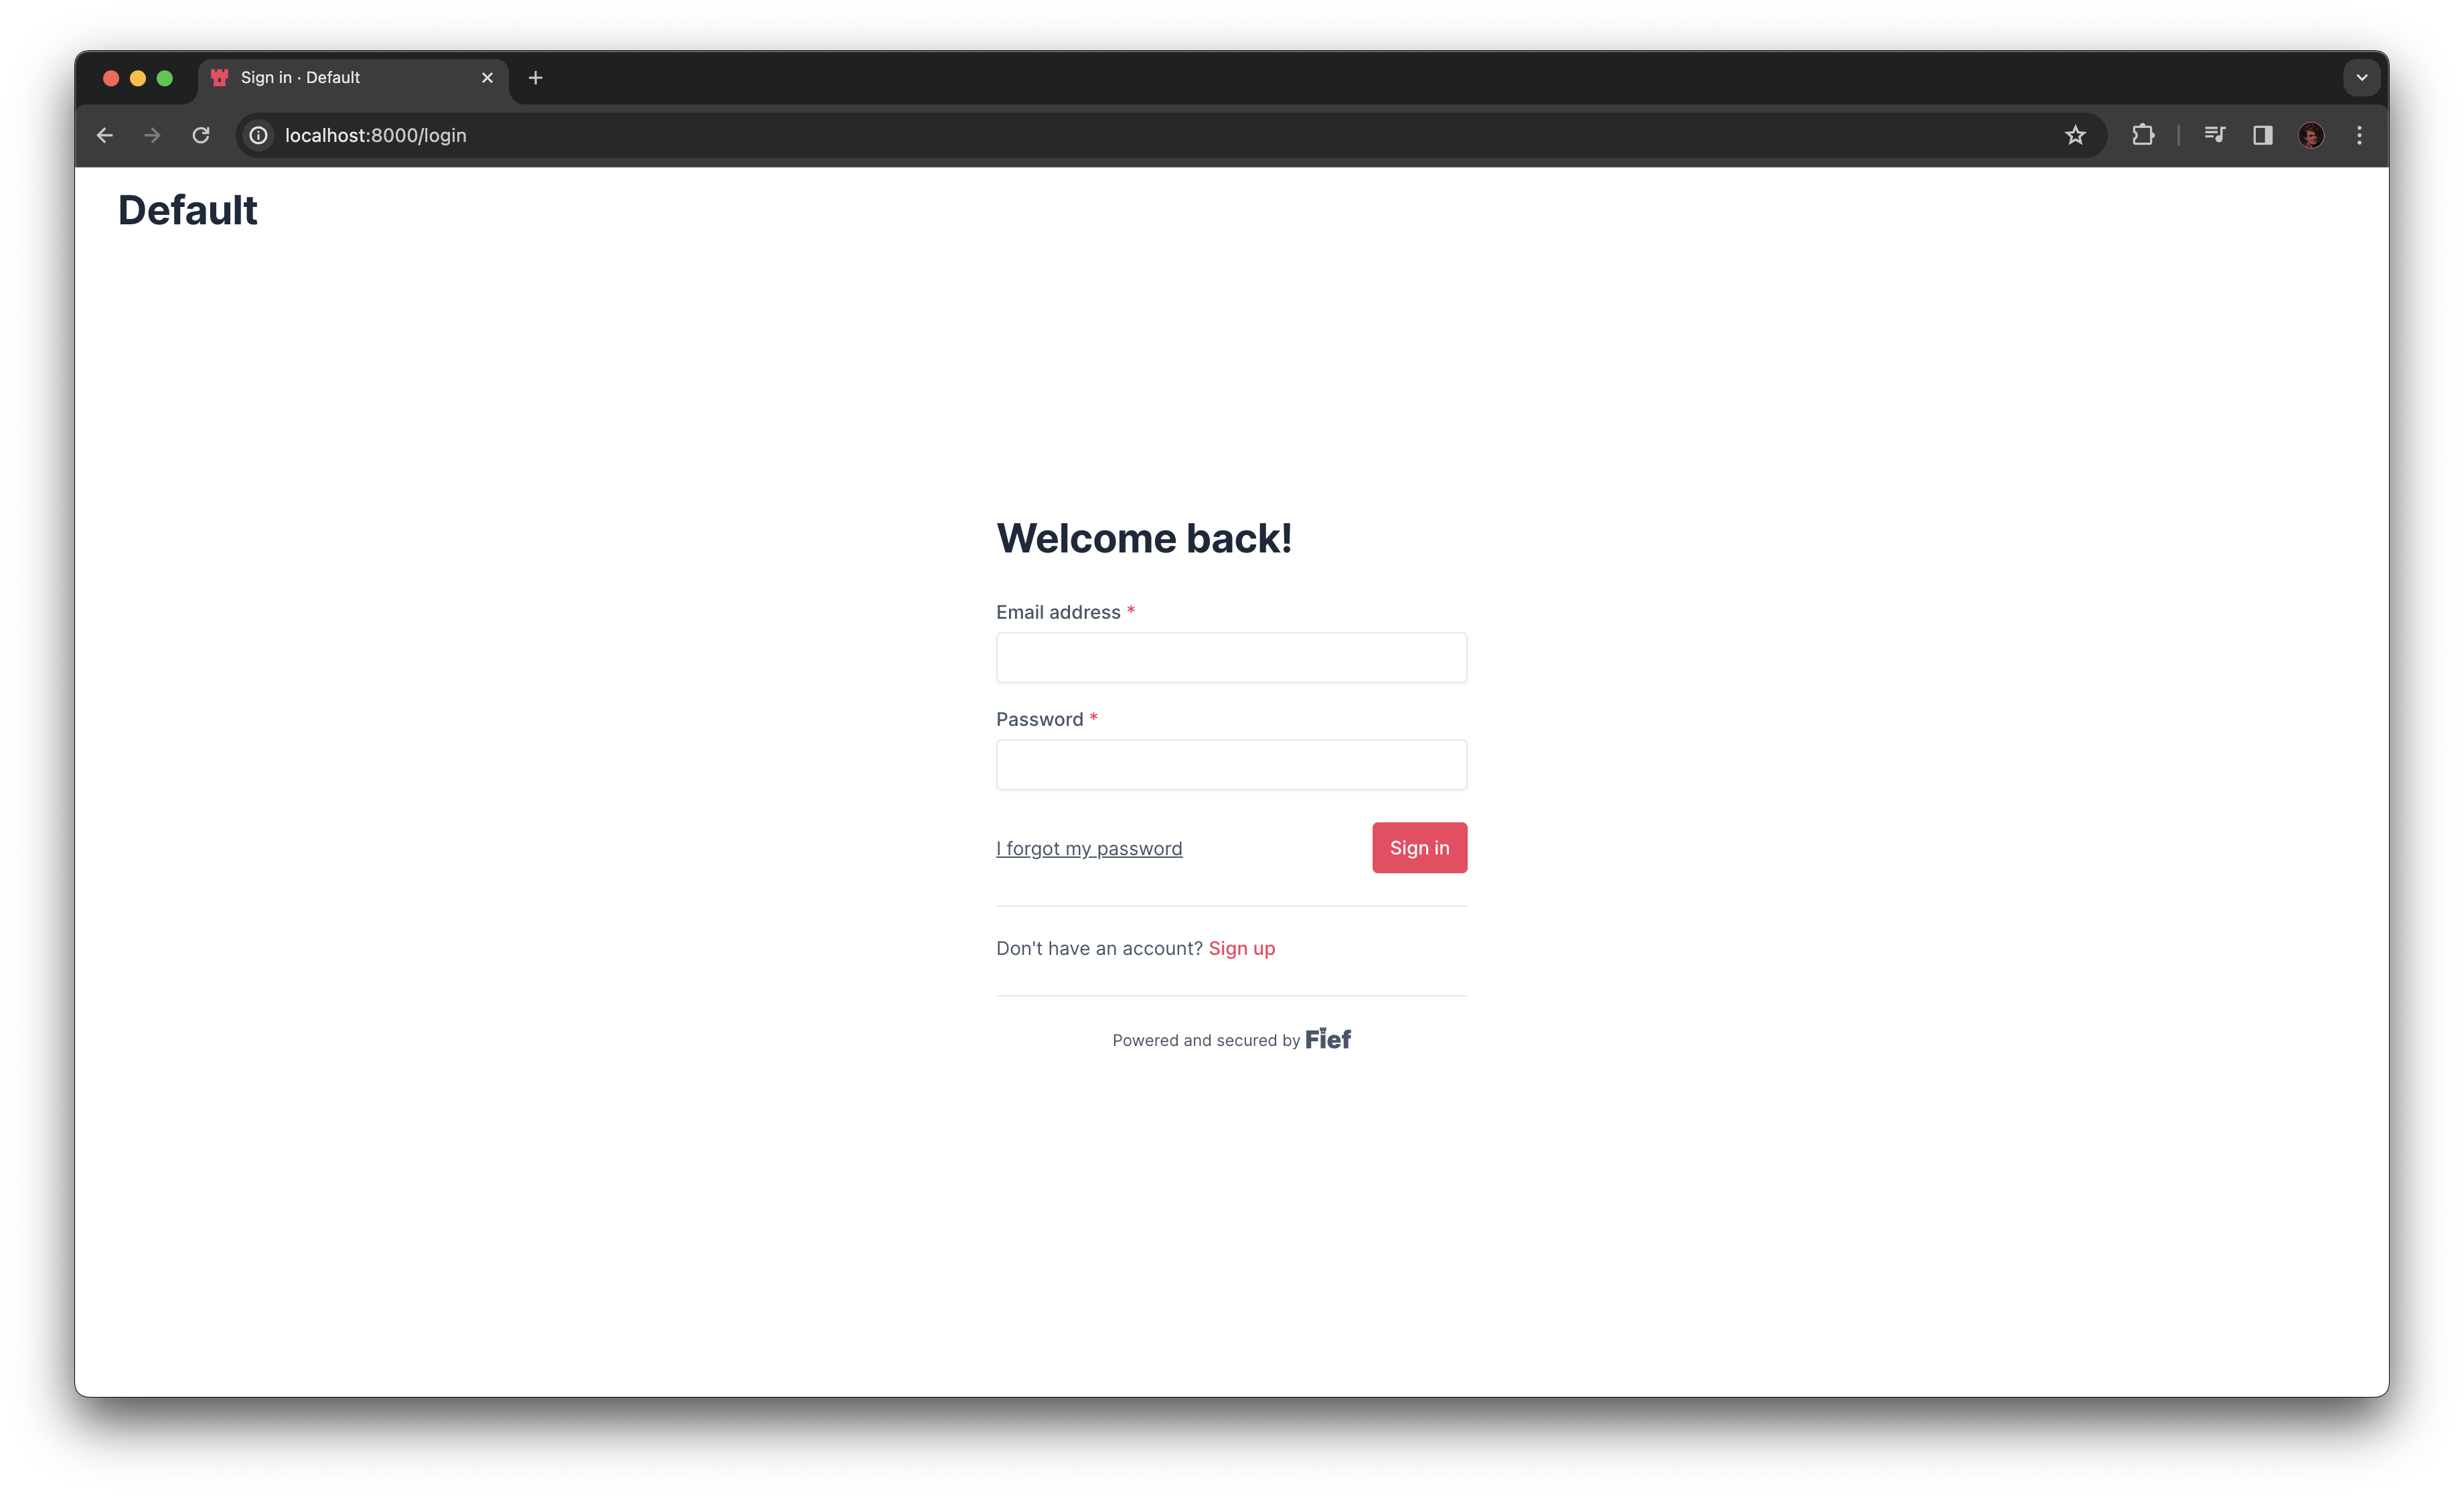 Sign in · Default
localhost:8000/login
Default
Welcome back!
Email address *
Password *
I forgot my password
Sign in
Don't have an account? Sign up
Powered and secured by Fief